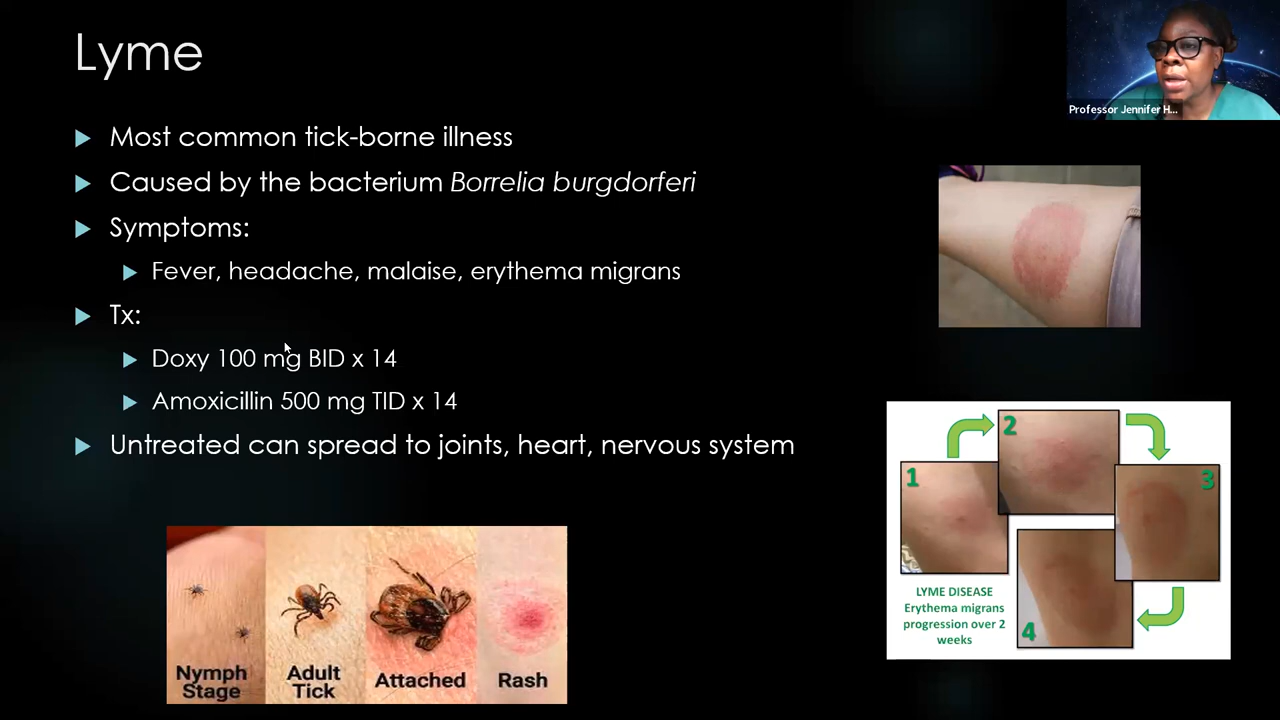 Lyme
Professor Jennifer H...
Most common tick-borne illness
Caused by the bacterium Borrelia burgdorferi
Symptoms:
Fever, headache, malaise, erythema migrans
Tx:
Doxy 100 mg BID x 14
Amoxicillin 500 mg TID x 14
Untreated can spread to joints, heart, nervous system
1
2
3
4
LYME DISEASE
Erythema migrans
progression over 2
weeks
Nymph
Stage
Adult
Tick
Attached
Rash